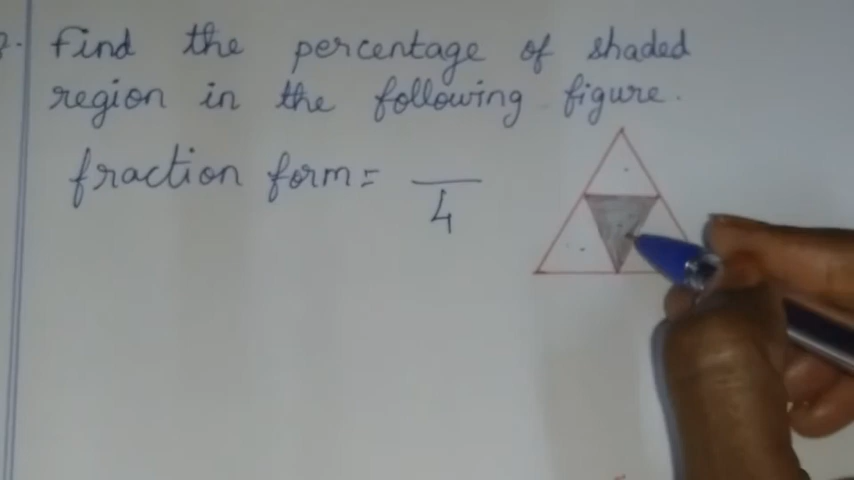 Find the percentage of shaded
region in the following figure.
fraction form =
4